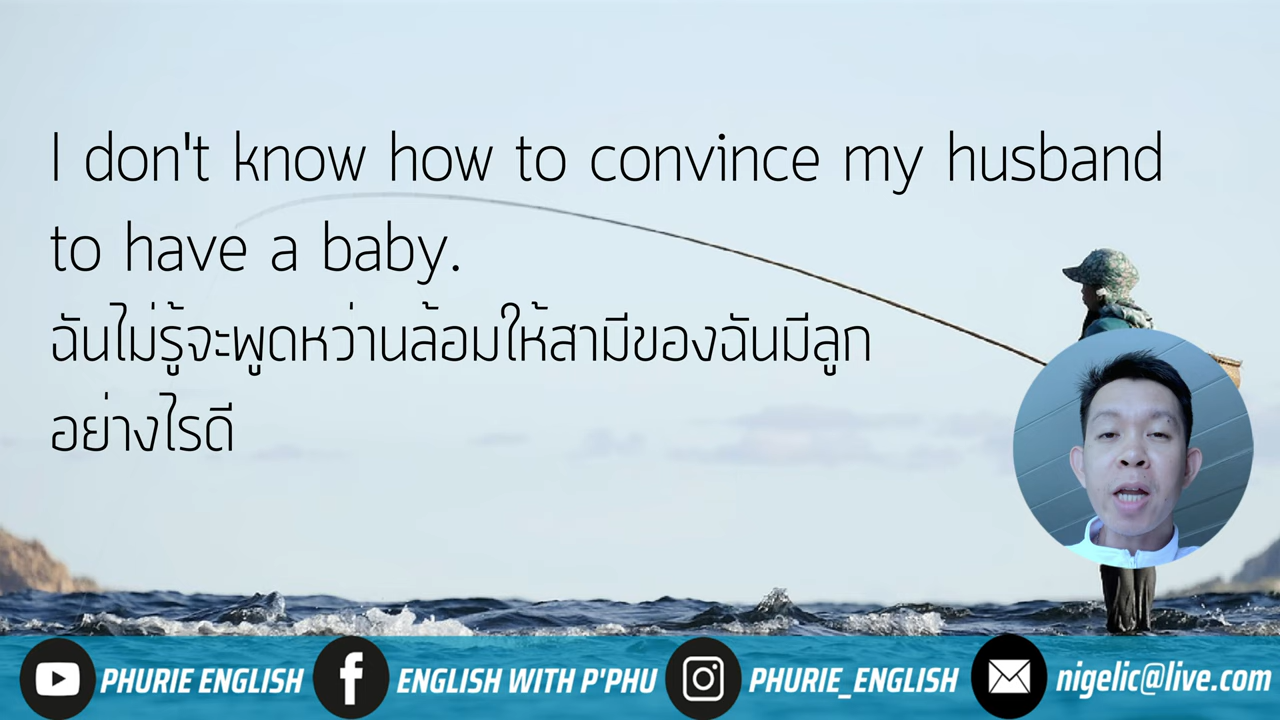 I don't know how to convince my husband
to have a baby.
ฉันไม่รู้จะพูดหว่านล้อมให้สามีของฉันมีลูก
อย่างไรดี
PHURIE ENGLISH ENGLISH WITH P'PHU PHURIE_ENGLISH nigelic@live.com